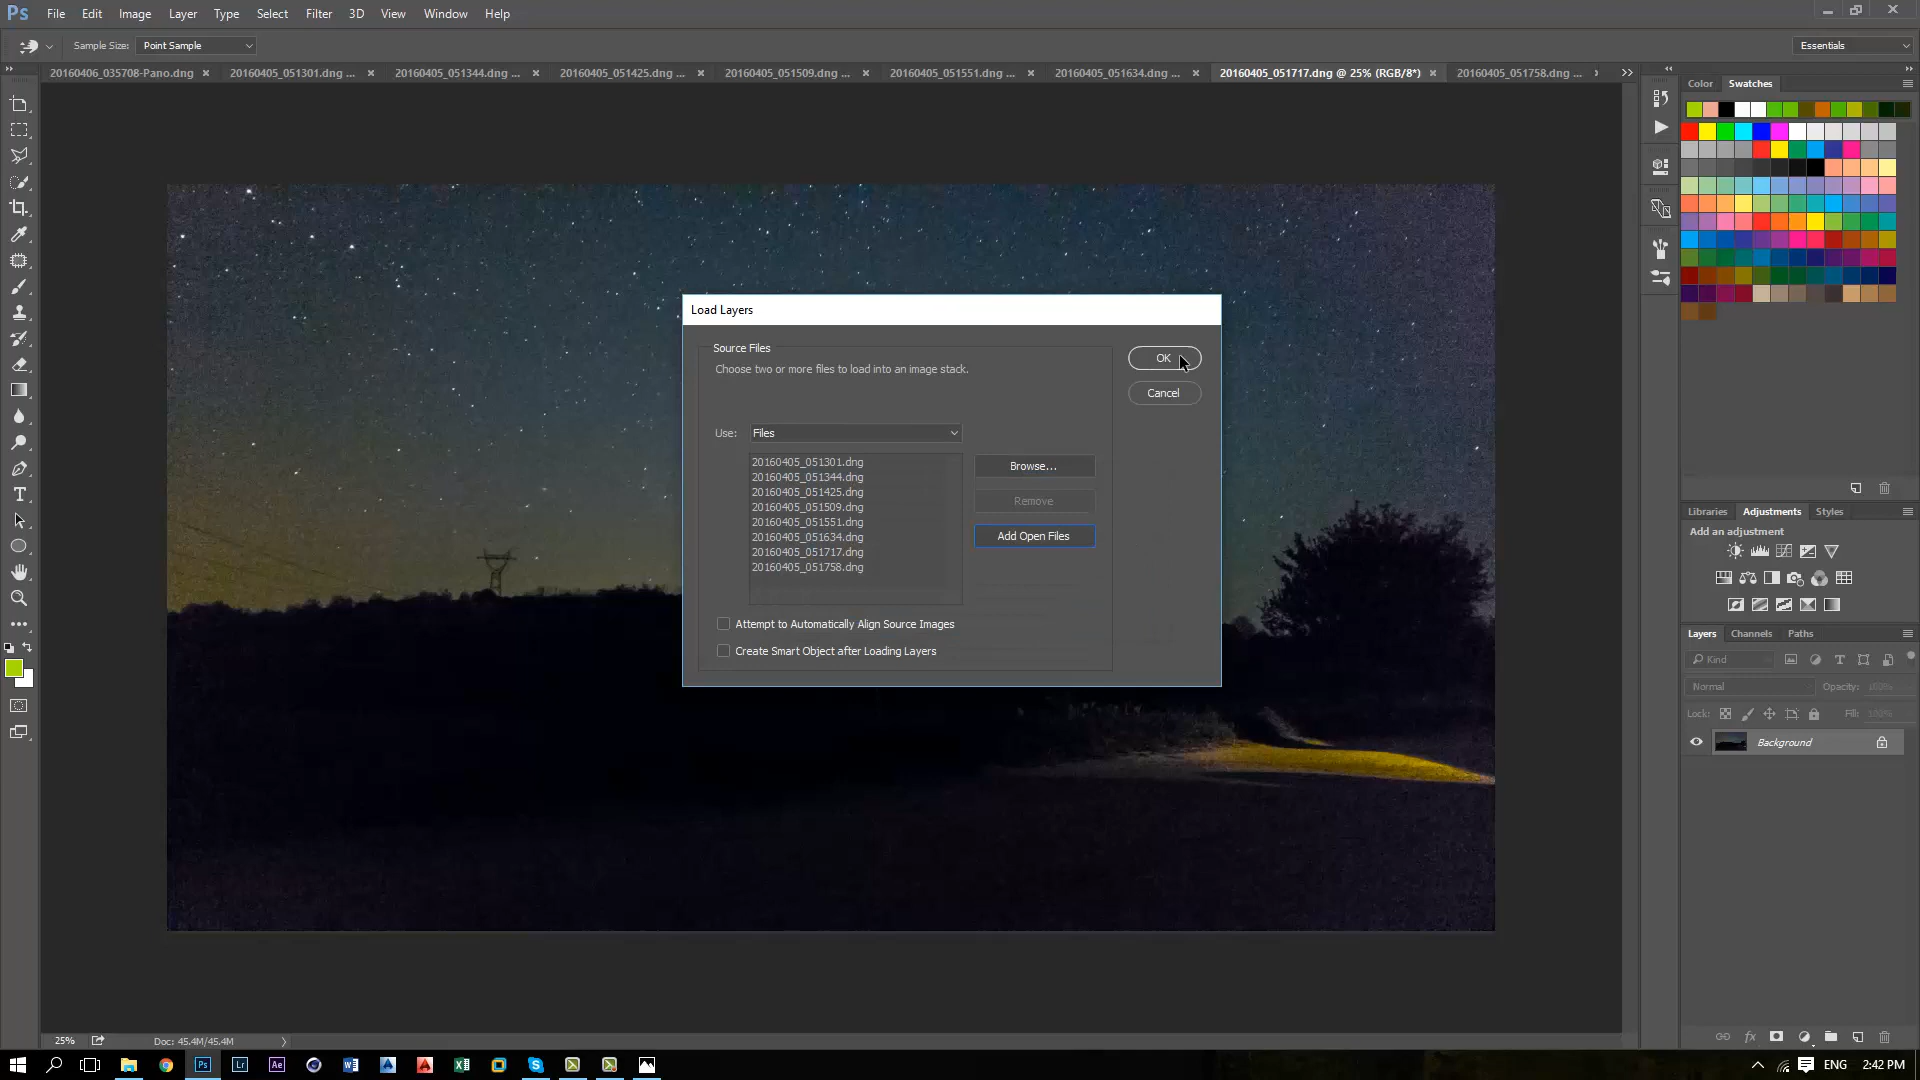 Ps File Edit Image Layer Type Select Filter 3D View Window Help
Sample Size: Point Sample
Essentials
20160406_035708-Pano.dng × 20160405_051301.dng ... × 20160405_051344.dng ... × 20160405_051425.dng ... × 20160405_051509.dng ... × 20160405_051551.dng ... × 20160405_051634.dng ... × 20160405_051717.dng @ 25% (RGB/8*) × 20160405_051758.dng ...
Color Swatches
Load Layers
Source Files
Choose two or more files to load into an image stack.
OK
Cancel
Use: Files
20160405_051301.dng
20160405_051344.dng
20160405_051425.dng
20160405_051509.dng
20160405_051551.dng
20160405_051634.dng
20160405_051717.dng
20160405_051758.dng
Browse...
Remove
Add Open Files
Attempt to Automatically Align Source Images
Create Smart Object after Loading Layers
Libraries Adjustments Styles
Add an adjustment
Layers Channels Paths
Kind
Normal Opacity: 100%
Lock: Fill: 100%
Background
25% Doc: 45.4M/45.4M
Ps Lr Ae
ENG 2:42 PM